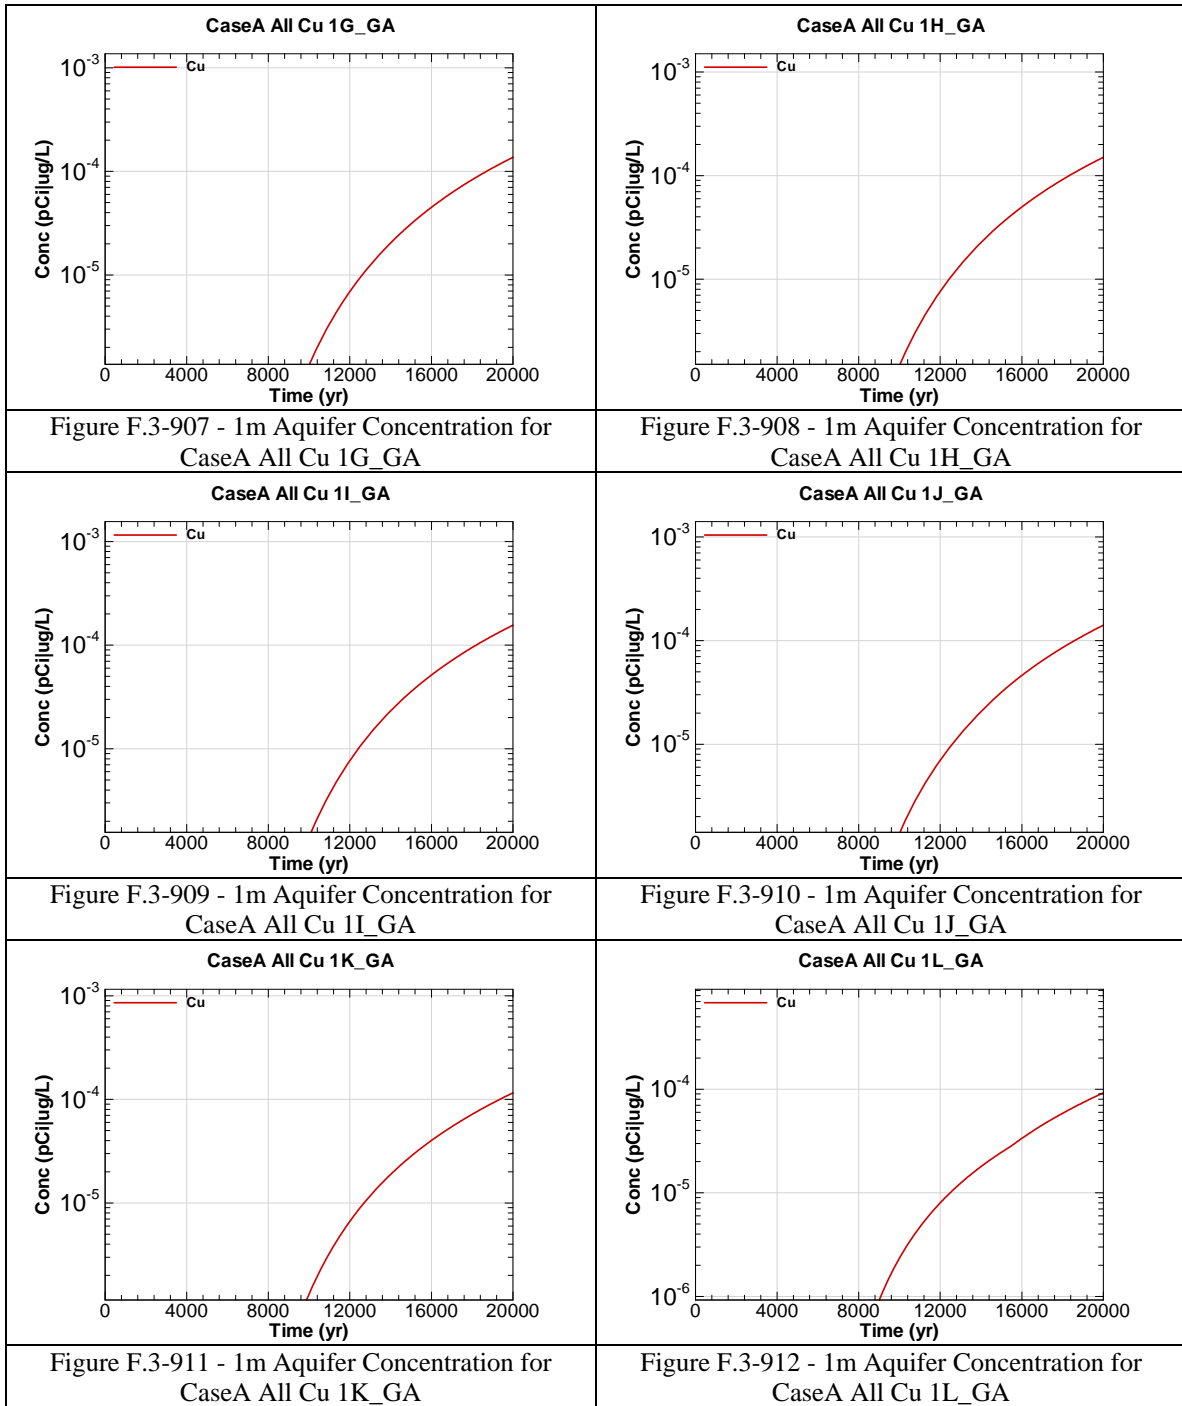 CaseA All Cu 1G_GA
Cu
10-3
10-4
10-5
Conc (pCi|ug/L)
0 4000 8000 12000 16000 20000
Time (yr)
Figure F.3-907 - 1m Aquifer Concentration for
CaseA All Cu 1G_GA
CaseA All Cu 1H_GA
Cu
10-3
10-4
10-5
Conc (pCi|ug/L)
0 4000 8000 12000 16000 20000
Time (yr)
Figure F.3-908 - 1m Aquifer Concentration for
CaseA All Cu 1H_GA
CaseA All Cu 1I_GA
Cu
10-3
10-4
10-5
Conc (pCi|ug/L)
0 4000 8000 12000 16000 20000
Time (yr)
Figure F.3-909 - 1m Aquifer Concentration for
CaseA All Cu 1I_GA
CaseA All Cu 1J_GA
Cu
10-3
10-4
10-5
Conc (pCi|ug/L)
0 4000 8000 12000 16000 20000
Time (yr)
Figure F.3-910 - 1m Aquifer Concentration for
CaseA All Cu 1J_GA
CaseA All Cu 1K_GA
Cu
10-3
10-4
10-5
Conc (pCi|ug/L)
0 4000 8000 12000 16000 20000
Time (yr)
Figure F.3-911 - 1m Aquifer Concentration for
CaseA All Cu 1K_GA
CaseA All Cu 1L_GA
Cu
10-4
10-5
10-6
Conc (pCi|ug/L)
0 4000 8000 12000 16000 20000
Time (yr)
Figure F.3-912 - 1m Aquifer Concentration for
CaseA All Cu 1L_GA